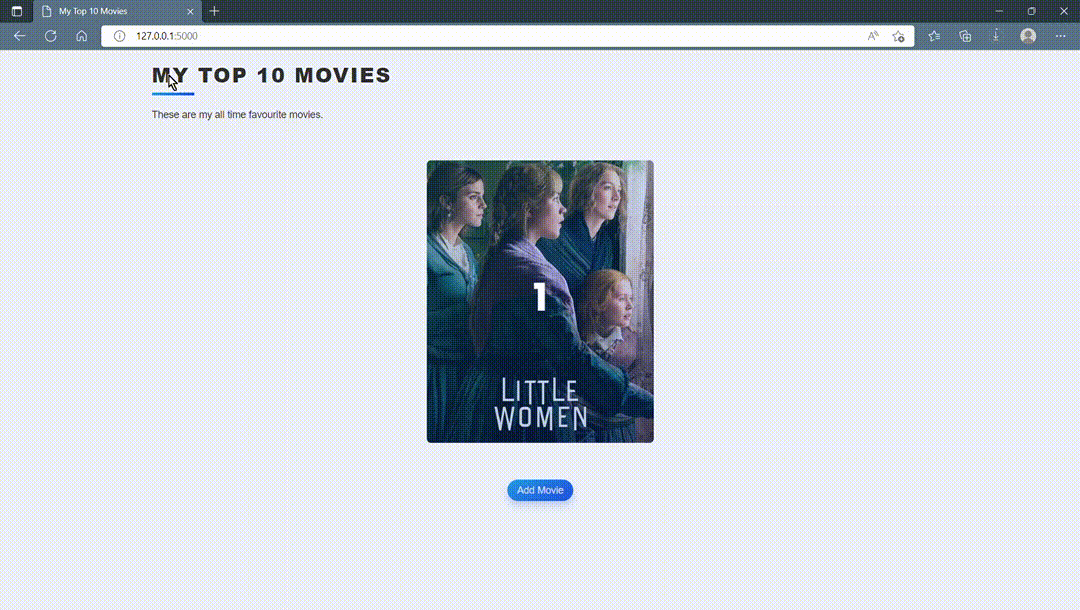 My Top 10 Movies
127.0.0.1:5000
MY TOP 10 MOVIES
These are my all time favourite movies.
1
LITTLE
WOMEN
Add Movie